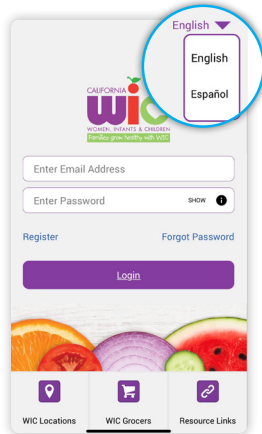 English
English
Español
CALIFORNIA
wic
WOMEN, INFANTS & CHILDREN
Families grow healthy with WIC
Enter Email Address
Enter Password SHOW i
Register Forgot Password
Login
WIC Locations WIC Grocers Resource Links